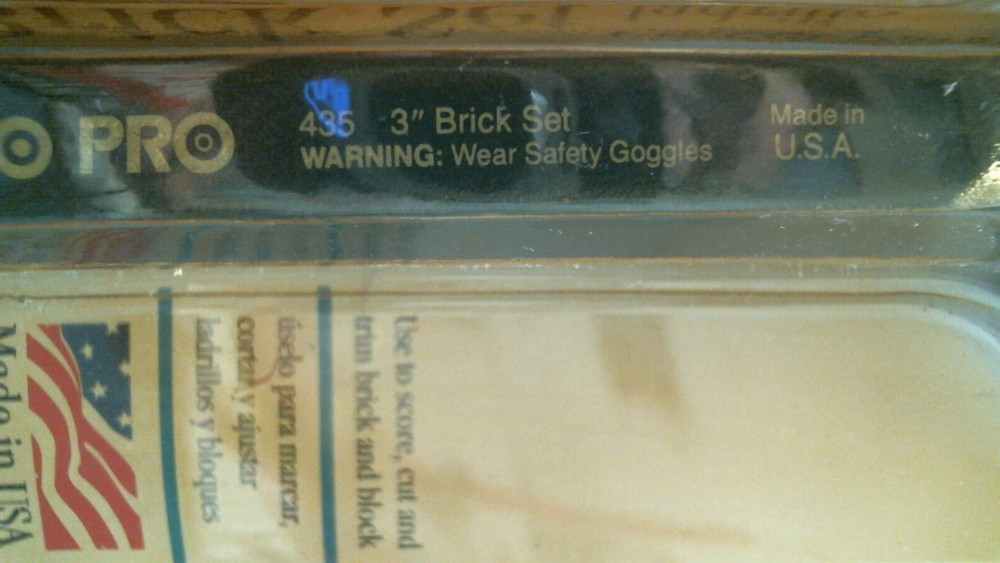 PRO
435 3" Brick Set
WARNING: Wear Safety Goggles
Made in
U.S.A.
Use to score, cut and
trim brick and block
úselo para marcar,
cortar y ajustar
ladrillos y bloques
Made in USA